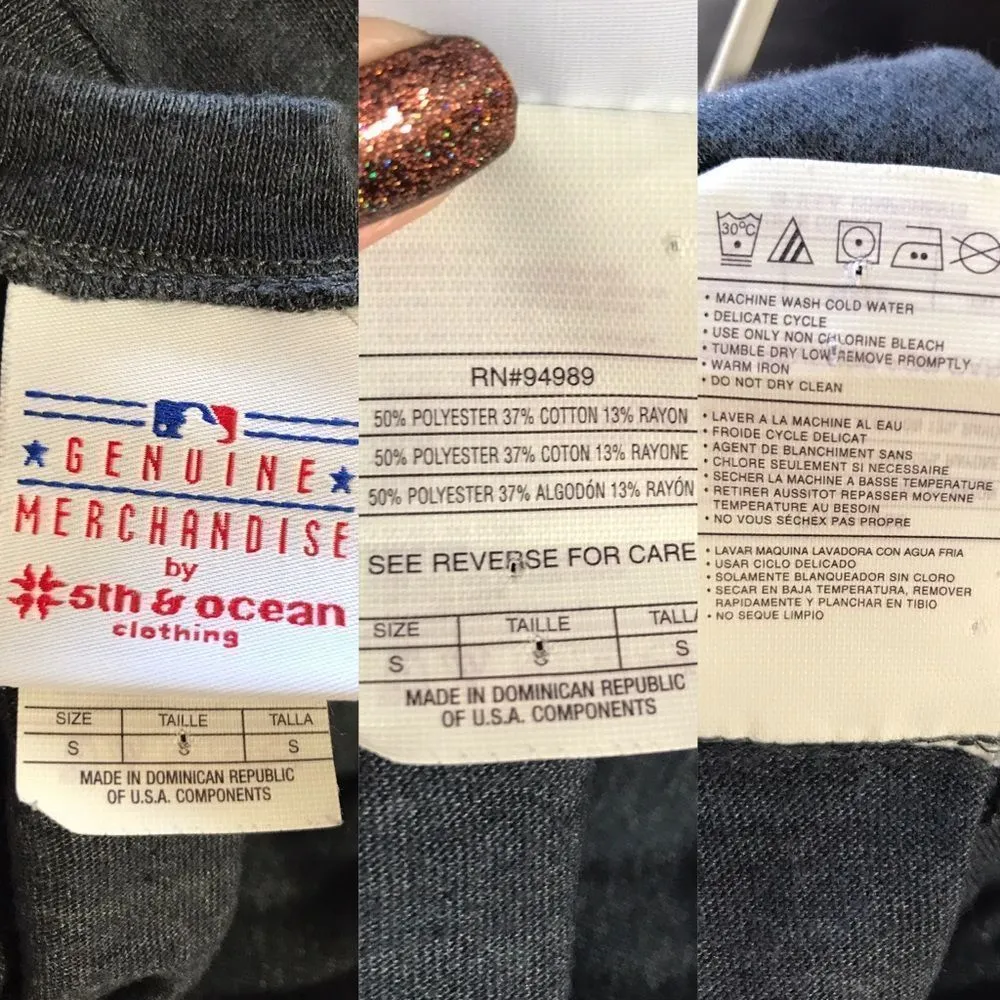 GENUINE
MERCHANDISE
by
5th & ocean
clothing
SIZE TAILLE TALLA
S S S
MADE IN DOMINICAN REPUBLIC
OF U.S.A. COMPONENTS
RN#94989
50% POLYESTER 37% COTTON 13% RAYON
50% POLYESTER 37% COTON 13% RAYONE
50% POLYESTER 37% ALGODÓN 13% RAYÓN
SEE REVERSE FOR CARE
SIZE TAILLE TALLA
S S S
MADE IN DOMINICAN REPUBLIC
OF U.S.A. COMPONENTS
30°C
• MACHINE WASH COLD WATER
• DELICATE CYCLE
• USE ONLY NON CHLORINE BLEACH
• TUMBLE DRY LOW REMOVE PROMPTLY
• WARM IRON
• DO NOT DRY CLEAN
• LAVER A LA MACHINE AL EAU
• FROIDE CYCLE DELICAT
• AGENT DE BLANCHIMENT SANS
• CHLORE SEULEMENT SI NECESSAIRE
• SECHER LA MACHINE A BASSE TEMPERATURE
• RETIRER AUSSITOT REPASSER MOYENNE
TEMPERATURE AU BESOIN
• NO VOUS SÉCHEX PAS PROPRE
• LAVAR MAQUINA LAVADORA CON AGUA FRIA
• USAR CICLO DELICADO
• SOLAMENTE BLANQUEADOR SIN CLORO
• SECAR EN BAJA TEMPERATURA, REMOVER
RAPIDAMENTE Y PLANCHAR EN TIBIO
• NO SEQUE LIMPIO